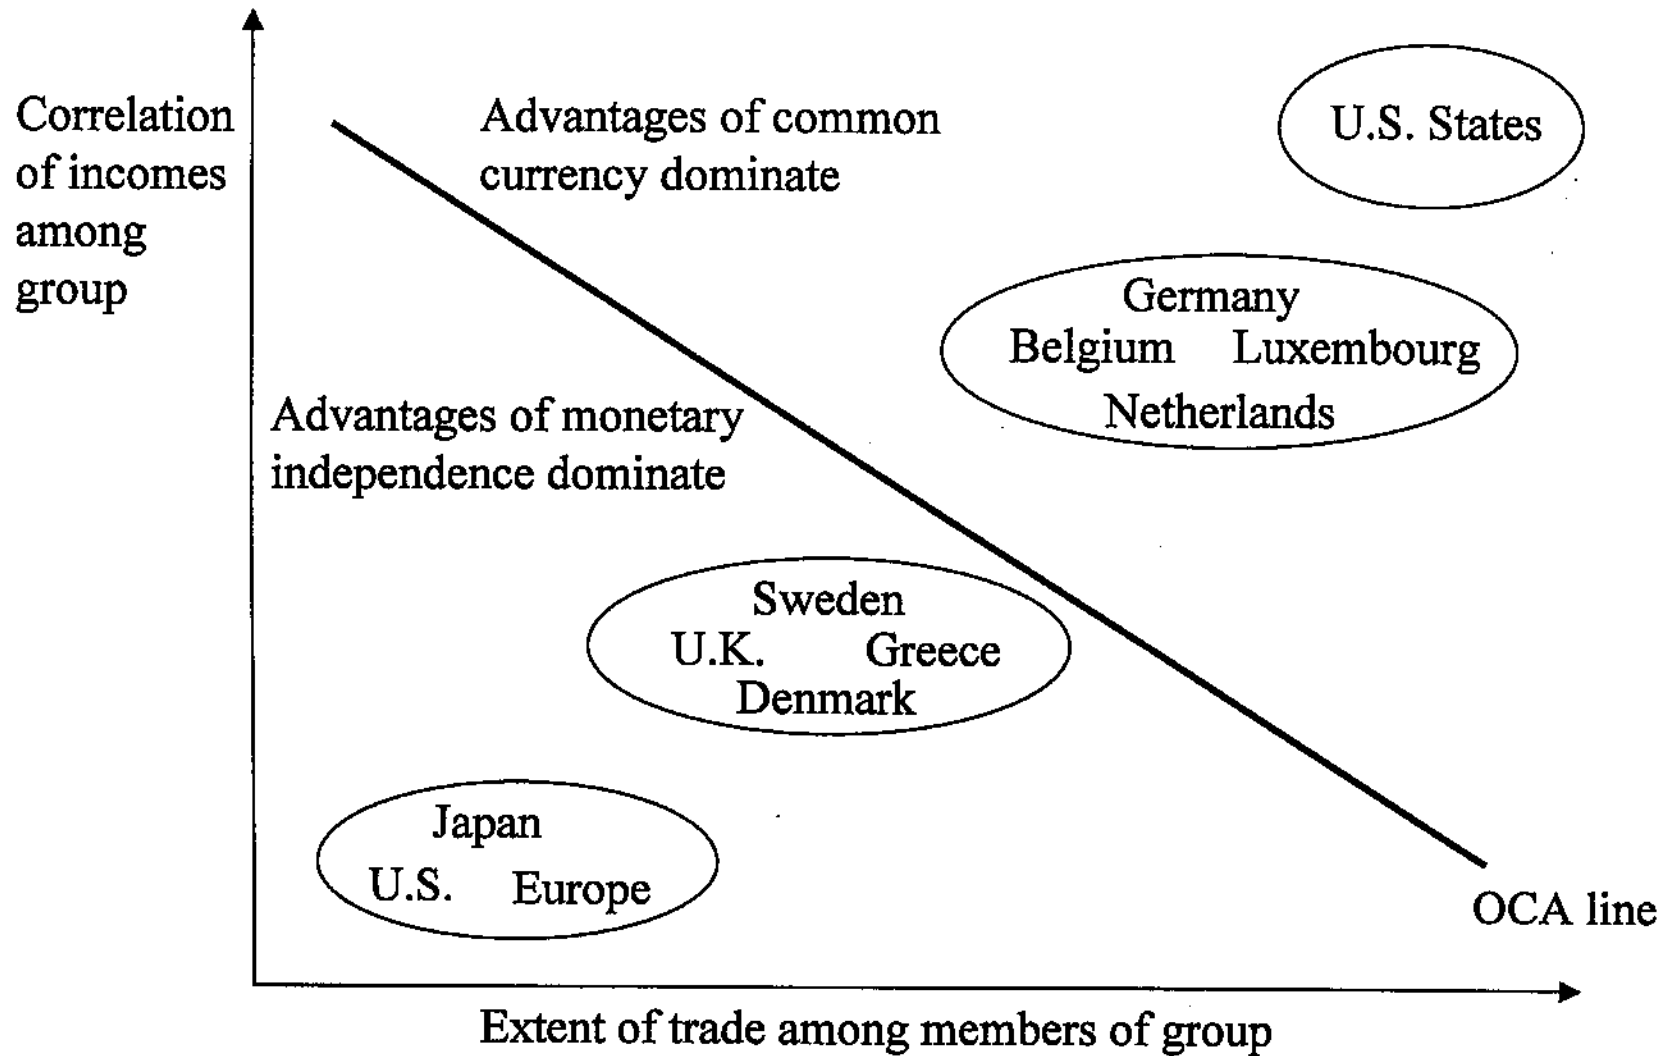 Correlation
of incomes
among
group
Advantages of common
currency dominate
U.S. States
Germany
Belgium Luxembourg
Netherlands
Advantages of monetary
independence dominate
Sweden
U.K. Greece
Denmark
Japan
U.S. Europe
OCA line
Extent of trade among members of group